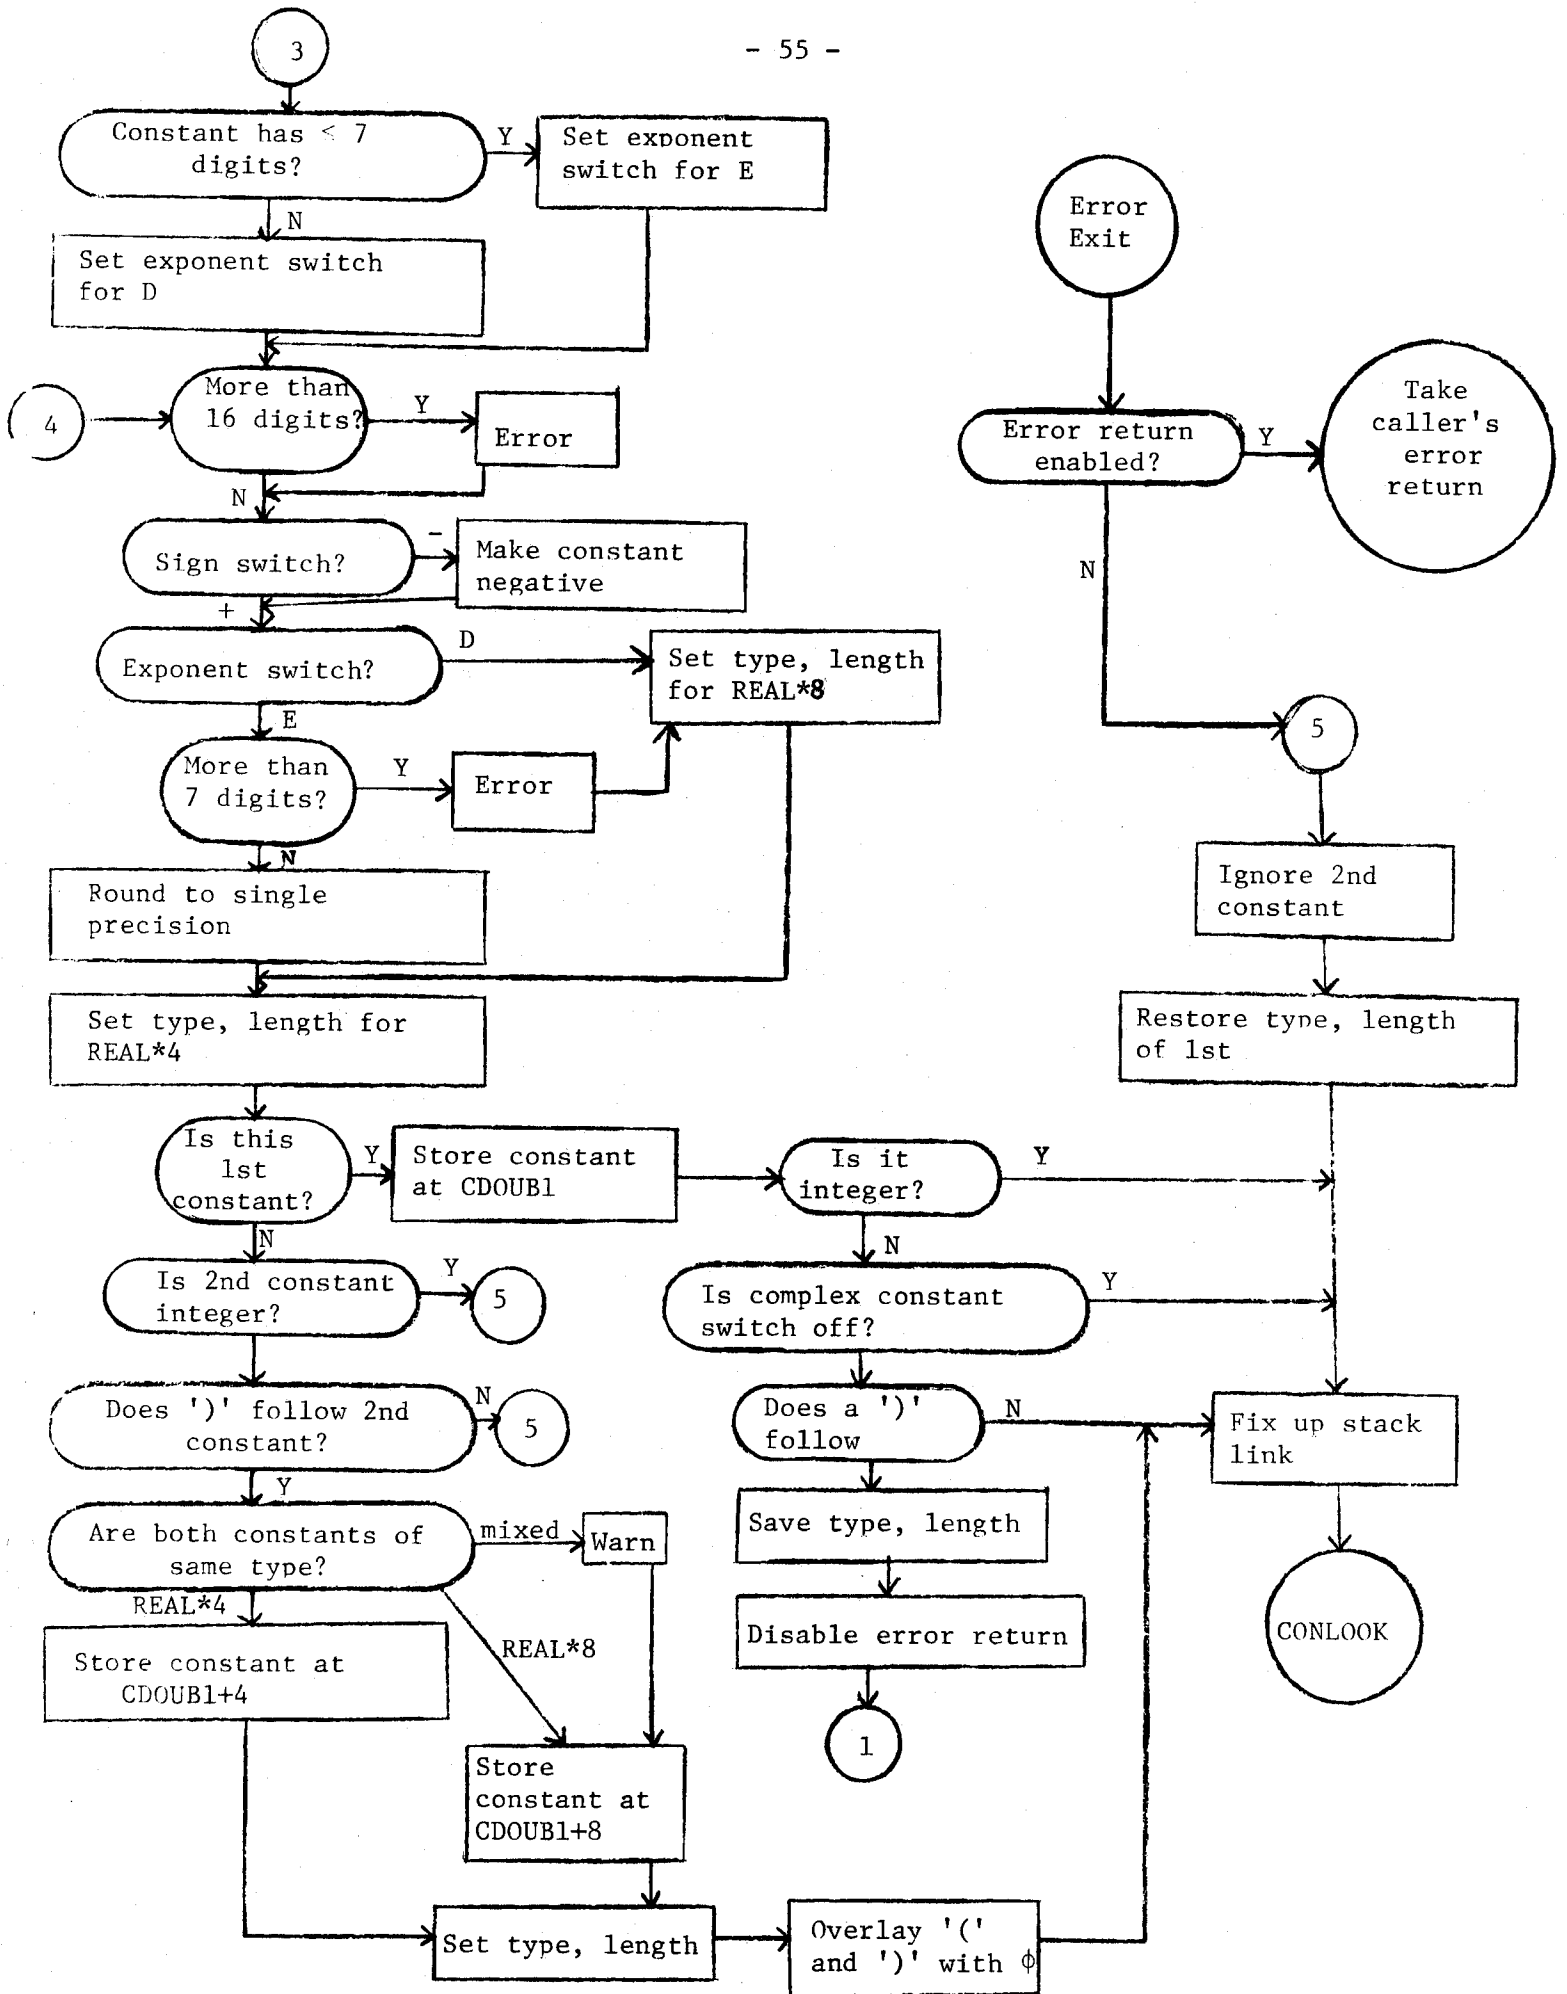 - 55 -
3
Constant has < 7
digits?
Y
Set exponent
switch for E
N
Set exponent switch
for D
Error
Exit
4
More than
16 digits?
Y
Error
N
Error return
enabled?
Y
Take
caller's
error
return
N
Sign switch?
-
Make constant
negative
+
Exponent switch?
D
Set type, length
for REAL*8
E
More than
7 digits?
Y
Error
N
5
Round to single
precision
Ignore 2nd
constant
Set type, length for
REAL*4
Restore type, length
of 1st
Is this
1st
constant?
Y
Store constant
at CDOUB1
Is it
integer?
Y
N
N
Is 2nd constant
integer?
Y
5
Is complex constant
switch off?
Y
Does ')' follow 2nd
constant?
N
5
Does a ')'
follow
N
Fix up stack
link
Y
Are both constants of
same type?
mixed
Warn
Save type, length
REAL*4
REAL*8
Disable error return
CONLOOK
Store constant at
CDOUB1+4
1
Store
constant at
CDOUB1+8
Set type, length
Overlay '('
and ')' with ϕ